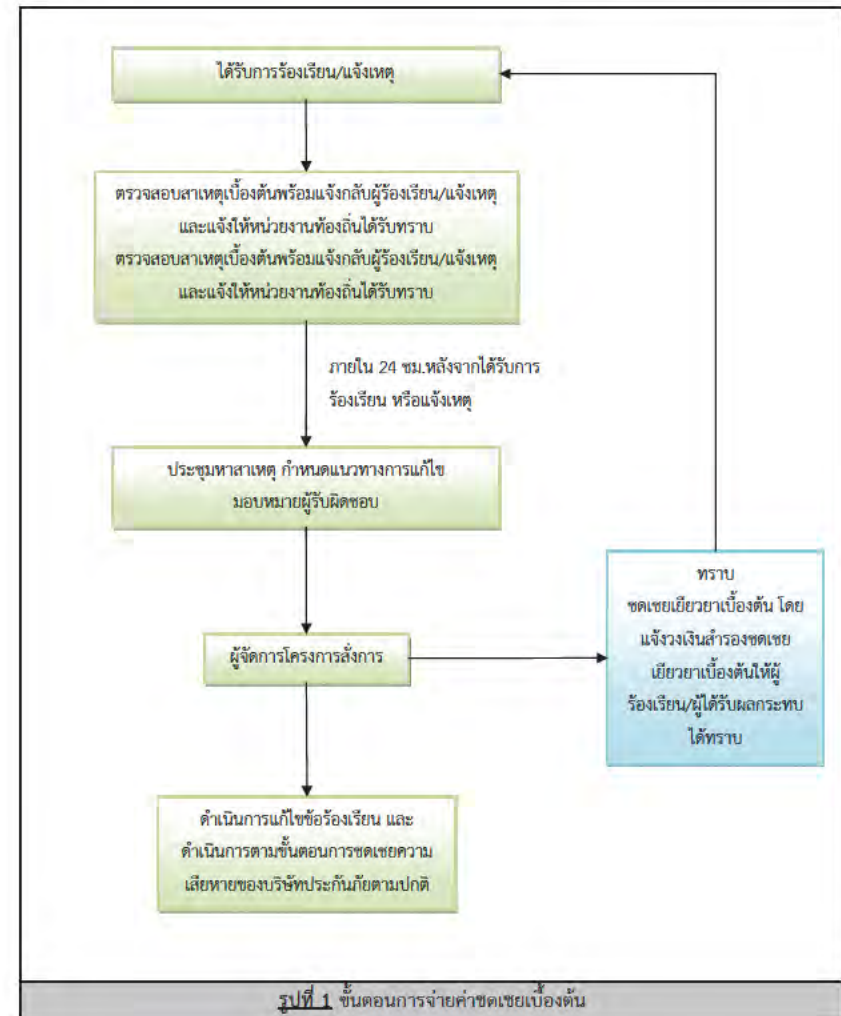 ได้รับการร้องเรียน/แจ้งเหตุ
ตรวจสอบสาเหตุเบื้องต้นพร้อมแจ้งกลับผู้ร้องเรียน/แจ้งเหตุ
และแจ้งให้หน่วยงานท้องถิ่นได้รับทราบ
ตรวจสอบสาเหตุเบื้องต้นพร้อมแจ้งกลับผู้ร้องเรียน/แจ้งเหตุ
และแจ้งให้หน่วยงานท้องถิ่นได้รับทราบ
ภายใน 24 ชม.หลังจากได้รับการ
ร้องเรียน หรือแจ้งเหตุ
ประชุมหาสาเหตุ กำหนดแนวทางการแก้ไข
มอบหมายผู้รับผิดชอบ
ผู้จัดการโครงการสั่งการ
ทราบ
ชดเชยเยียวยาเบื้องต้น โดย
แจ้งวงเงินสำรองชดเชย
เยียวยาเบื้องต้นให้ผู้
ร้องเรียน/ผู้ได้รับผลกระทบ
ได้ทราบ
ดำเนินการแก้ไขข้อร้องเรียน และ
ดำเนินการตามขั้นตอนการชดเชยความ
เสียหายของบริษัทประกันภัยตามปกติ
รูปที่ 1 ขั้นตอนการจ่ายค่าชดเชยเบื้องต้น